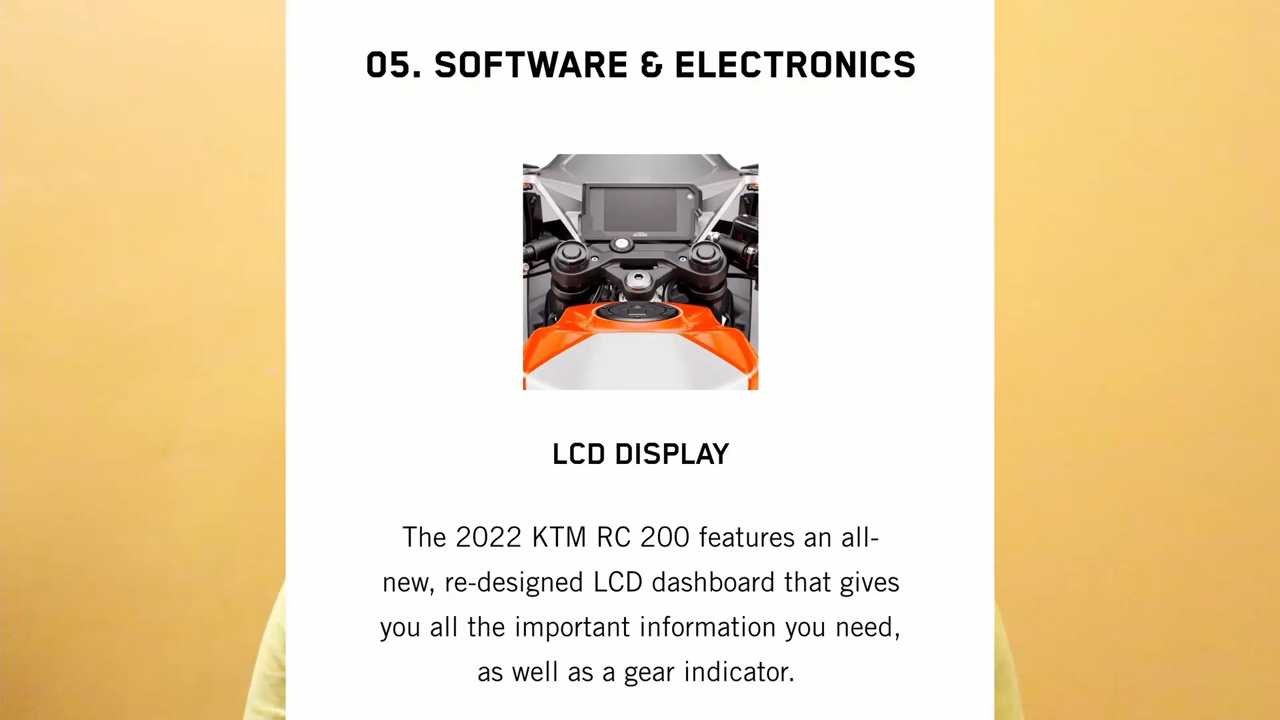 05. SOFTWARE & ELECTRONICS
LCD DISPLAY
The 2022 KTM RC 200 features an all-
new, re-designed LCD dashboard that gives
you all the important information you need,
as well as a gear indicator.